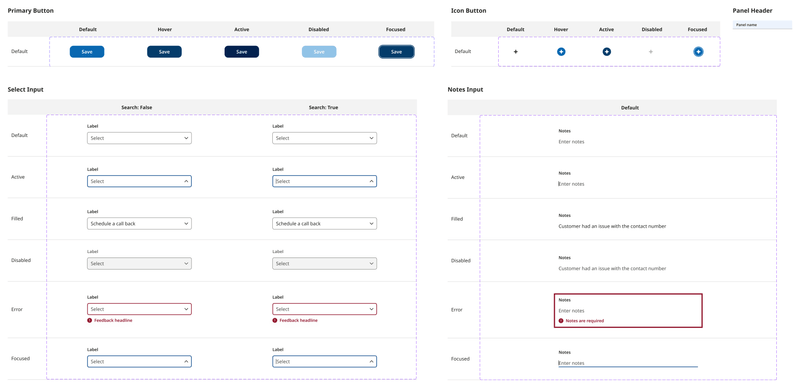 Primary Button
Default Hover Active Disabled Focused
Default Save Save Save Save Save
Icon Button
Default Hover Active Disabled Focused
Default
Panel Header
Panel name
Select Input
Search: False Search: True
Default
Label Label
Select Select
Active
Label Label
Select Select
Filled
Label Label
Schedule a call back Schedule a call back
Disabled
Label Label
Select Select
Error
Label Label
Select Select
Feedback headline Feedback headline
Focused
Label Label
Select Select
Notes Input
Default
Default
Notes
Enter notes
Active
Notes
Enter notes
Filled
Notes
Customer had an issue with the contact number
Disabled
Notes
Customer had an issue with the contact number
Error
Notes
Enter notes
Notes are required
Focused
Notes
Enter notes